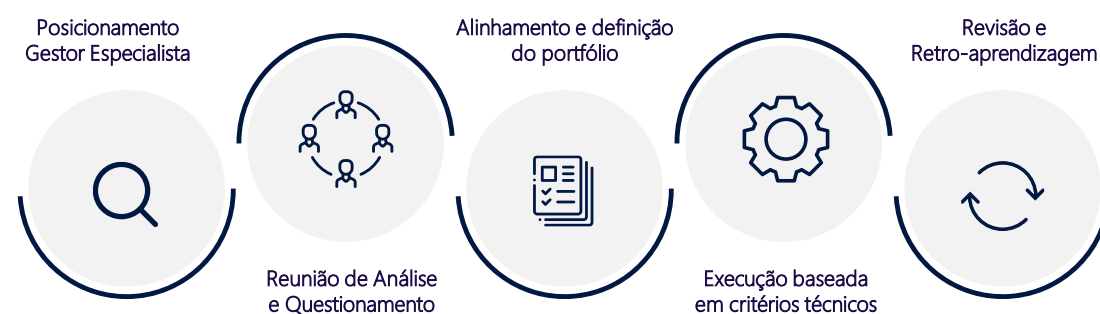 Posicionamento
Gestor Especialista
Reunião de Análise
e Questionamento
Alinhamento e definição
do portfólio
Execução baseada
em critérios técnicos
Revisão e
Retro-aprendizagem